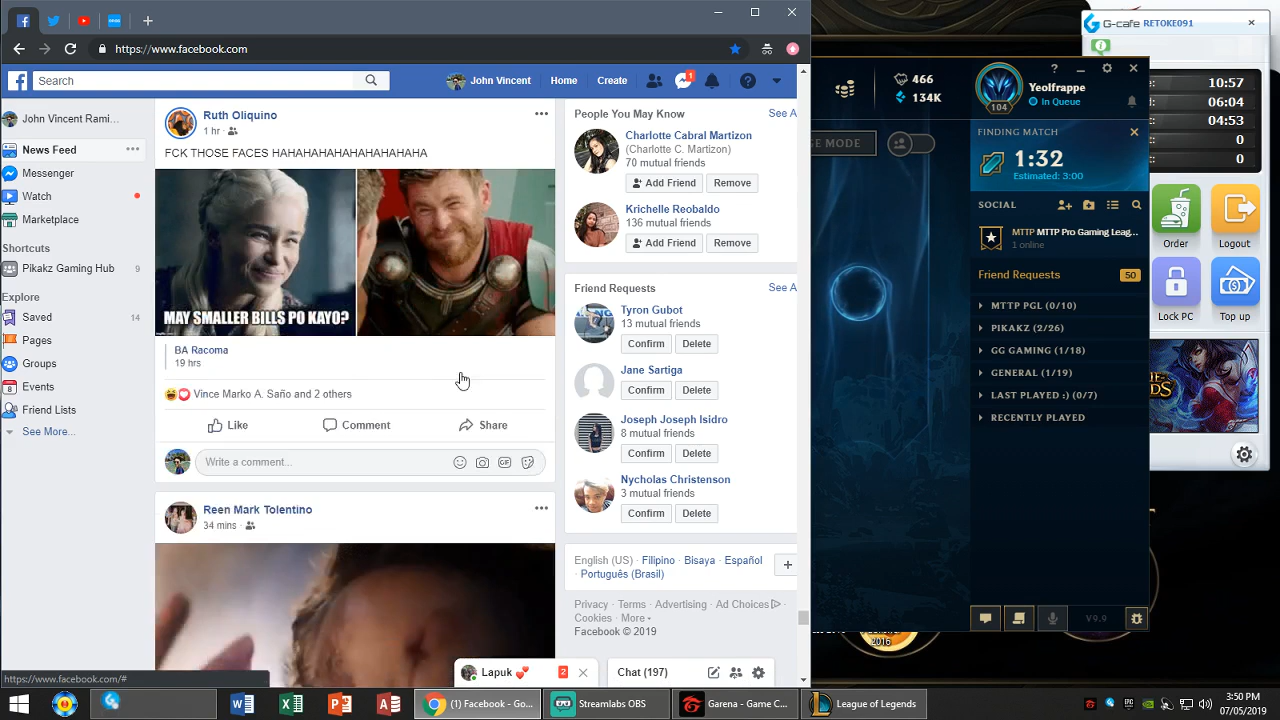 https://www.facebook.com
Search
John Vincent
Home
Create
1
John Vincent Rami...
News Feed
Messenger
Watch
Marketplace
Shortcuts
Pikakz Gaming Hub
9
Explore
Saved
14
Pages
Groups
Events
8
Friend Lists
See More...
Ruth Oliquino
1 hr
FCK THOSE FACES HAHAHAHAHAHAHAHAHA
MAY SMALLER BILLS PO KAYO?
imgflip.com
BA Racoma
19 hrs
Vince Marko A. Saño and 2 others
Like
Comment
Share
Write a comment...
GIF
Reen Mark Tolentino
34 mins
People You May Know
See A
Charlotte Cabral Martizon
(Charlotte C. Martizon)
70 mutual friends
Add Friend
Remove
Krichelle Reobaldo
136 mutual friends
Add Friend
Remove
Friend Requests
See A
Tyron Gubot
13 mutual friends
Confirm
Delete
Jane Sartiga
Confirm
Delete
Joseph Joseph Isidro
8 mutual friends
Confirm
Delete
Nycholas Christenson
3 mutual friends
Confirm
Delete
English (US) · Filipino · Bisaya · Español
· Português (Brasil)
Privacy · Terms · Advertising · Ad Choices ·
Cookies · More
Facebook © 2019
Lapuk
2
Chat (197)
https://www.facebook.com/#
466
134K
GE MODE
104
Yeolfrappe
In Queue
FINDING MATCH
1:32
Estimated: 3:00
SOCIAL
MTTP MTTP Pro Gaming Leag...
1 online
Friend Requests
50
MTTP PGL (0/10)
PIKAKZ (2/26)
GG GAMING (1/18)
GENERAL (1/19)
LAST PLAYED :) (0/7)
RECENTLY PLAYED
V9.9
2016
G-cafe RETOKE091
10:57
06:04
04:53
0
0
Order
Logout
Lock PC
Top up
(1) Facebook - Go...
Streamlabs OBS
Garena - Game C...
League of Legends
3:50 PM
07/05/2019